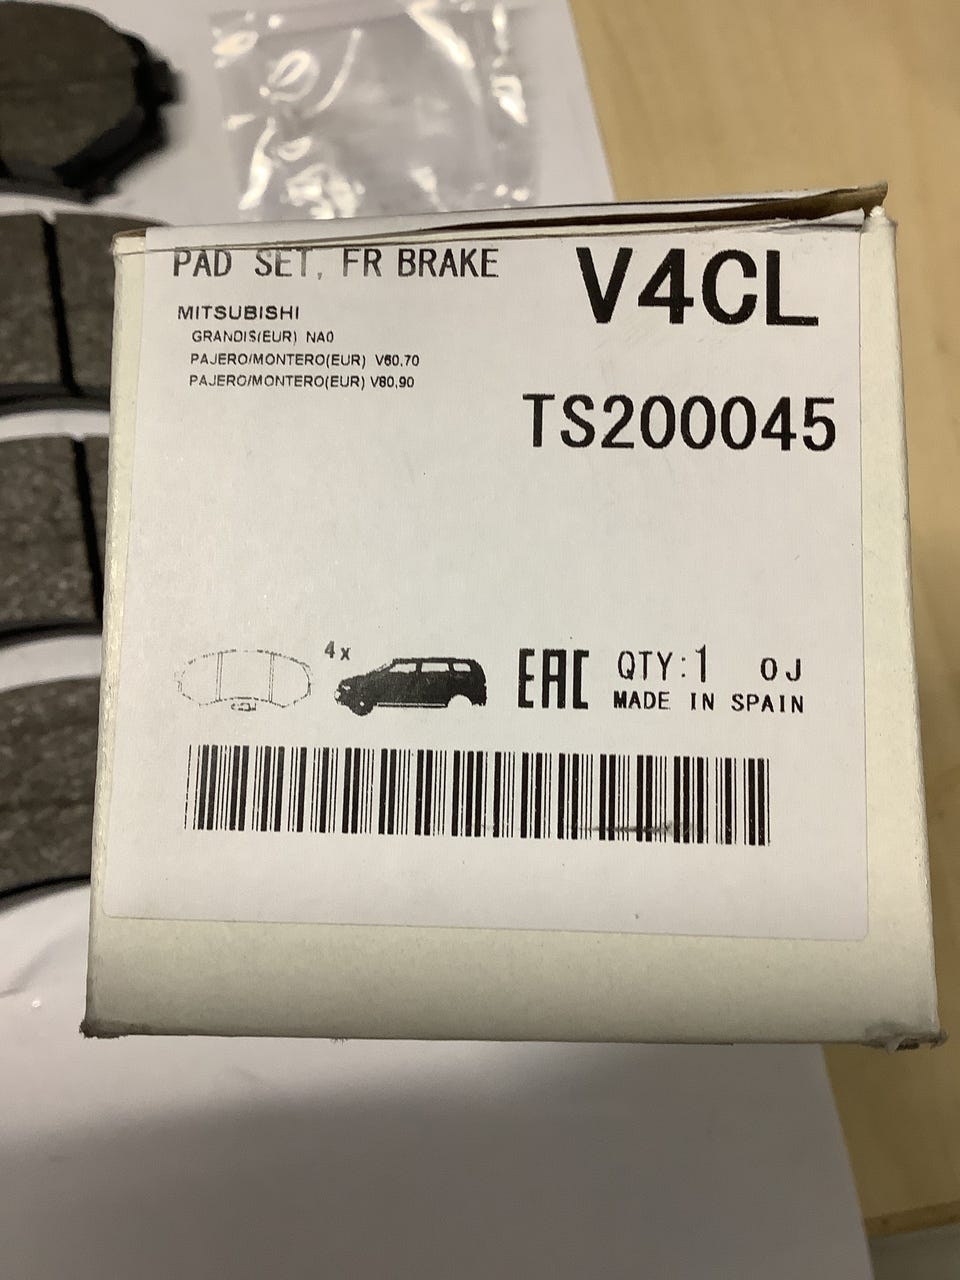 PAD SET, FR BRAKE
V4CL
MITSUBISHI
GRANDIS(EUR) NA0
PAJERO/MONTERO(EUR) V60,70
PAJERO/MONTERO(EUR) V80,90
TS200045
4x
EAC QTY:1 0J
MADE IN SPAIN